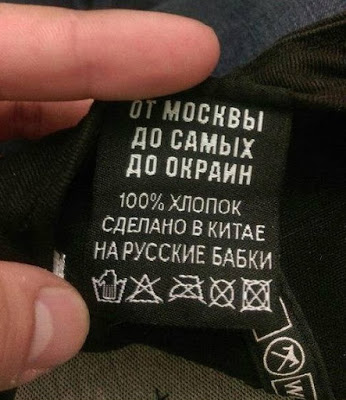 ОТ МОСКВЫ
ДО САМЫХ
ДО ОКРАИН
100% ХЛОПОК
СДЕЛАНО В КИТАЕ
НА РУССКИЕ БАБКИ